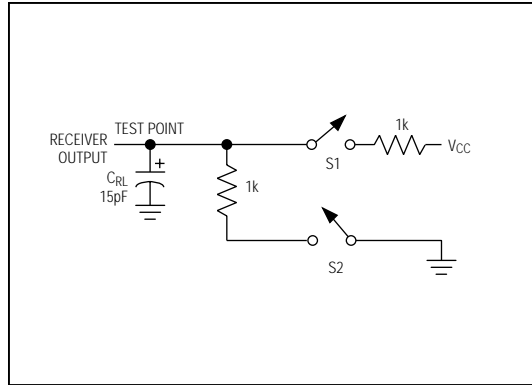 TEST POINT
RECEIVER
OUTPUT
CRL
15pF
1k
S1
1k
VCC
S2